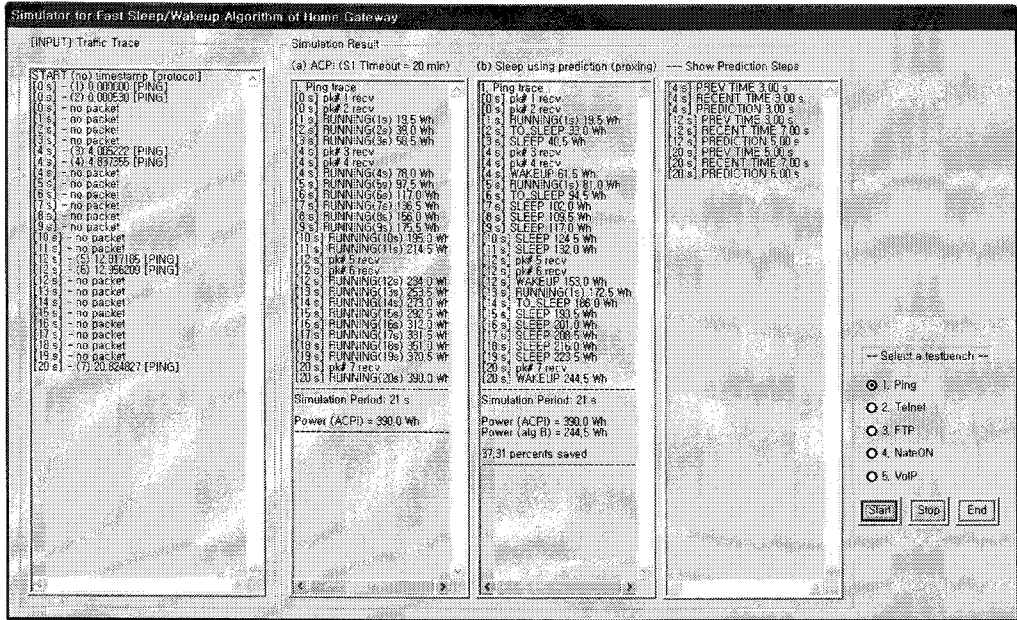 Simulator for Fast Sleep/Wakeup Algorithm of Home Gateway
[INPUT] Traffic Trace
START (no) timestamp [protocol]
[0 s] - (1) 0.000000 [PING]
[0 s] - (2) 0.000530 [PING]
[0 s] - no packet
[1 s] - no packet
[2 s] - no packet
[3 s] - no packet
[4 s] - (3) 4.005222 [PING]
[4 s] - (4) 4.837355 [PING]
[4 s] - no packet
[5 s] - no packet
[6 s] - no packet
[7 s] - no packet
[8 s] - no packet
[9 s] - no packet
[10 s] - no packet
[11 s] - no packet
[12 s] - (5) 12.017185 [PING]
[12 s] - (6) 12.956209 [PING]
[12 s] - no packet
[13 s] - no packet
[14 s] - no packet
[15 s] - no packet
[16 s] - no packet
[17 s] - no packet
[18 s] - no packet
[19 s] - no packet
[20 s] - (7) 20.824827 [PING]
Simulation Result
(a) ACPI (S1 Timeout = 20 min)
1. Ping trace
[0 s] pk# 1 recv
[0 s] pk# 2 recv
[1 s] RUNNING(1s) 19.5 Wh
[2 s] RUNNING(2s) 39.0 Wh
[3 s] RUNNING(3s) 58.5 Wh
[4 s] pk# 3 recv
[4 s] pk# 4 recv
[4 s] RUNNING(4s) 78.0 Wh
[5 s] RUNNING(5s) 97.5 Wh
[6 s] RUNNING(6s) 117.0 Wh
[7 s] RUNNING(7s) 136.5 Wh
[8 s] RUNNING(8s) 156.0 Wh
[9 s] RUNNING(9s) 175.5 Wh
[10 s] RUNNING(10s) 195.0 Wh
[11 s] RUNNING(11s) 214.5 Wh
[12 s] pk# 5 recv
[12 s] pk# 6 recv
[12 s] RUNNING(12s) 234.0 Wh
[13 s] RUNNING(13s) 253.5 Wh
[14 s] RUNNING(14s) 273.0 Wh
[15 s] RUNNING(15s) 292.5 Wh
[16 s] RUNNING(16s) 312.0 Wh
[17 s] RUNNING(17s) 331.5 Wh
[18 s] RUNNING(18s) 351.0 Wh
[19 s] RUNNING(19s) 370.5 Wh
[20 s] pk# 7 recv
[20 s] RUNNING(20s) 390.0 Wh
Simulation Period: 21 s
Power (ACPI) = 390.0 Wh
(b) Sleep using prediction (proxing)
1. Ping trace
[0 s] pk# 1 recv
[0 s] pk# 2 recv
[1 s] RUNNING(1s) 19.5 Wh
[2 s] TO_SLEEP 33.0 Wh
[3 s] SLEEP 40.5 Wh
[4 s] pk# 3 recv
[4 s] pk# 4 recv
[4 s] WAKEUP 61.5 Wh
[5 s] RUNNING(1s) 81.0 Wh
[6 s] TO_SLEEP 94.5 Wh
[7 s] SLEEP 102.0 Wh
[8 s] SLEEP 109.5 Wh
[9 s] SLEEP 117.0 Wh
[10 s] SLEEP 124.5 Wh
[11 s] SLEEP 132.0 Wh
[12 s] pk# 5 recv
[12 s] pk# 6 recv
[12 s] WAKEUP 153.0 Wh
[13 s] RUNNING(1s) 172.5 Wh
[14 s] TO_SLEEP 186.0 Wh
[15 s] SLEEP 193.5 Wh
[16 s] SLEEP 201.0 Wh
[17 s] SLEEP 208.5 Wh
[18 s] SLEEP 216.0 Wh
[19 s] SLEEP 223.5 Wh
[20 s] pk# 7 recv
[20 s] WAKEUP 244.5 Wh
Simulation Period: 21 s
Power (ACPI) = 390.0 Wh
Power (alg B) = 244.5 Wh
37.31 percents saved
---- Show Prediction Steps
[4 s] PREV TIME 3.00 s
[4 s] RECENT TIME 3.00 s
[4 s] PREDICTION 3.00 s
[12 s] PREV TIME 3.00 s
[12 s] RECENT TIME 7.00 s
[12 s] PREDICTION 5.00 s
[20 s] PREV TIME 5.00 s
[20 s] RECENT TIME 7.00 s
[20 s] PREDICTION 6.00 s
-- Select a testbench --
1. Ping
2. Telnet
3. FTP
4. NateON
5. VoIP
Start Stop End